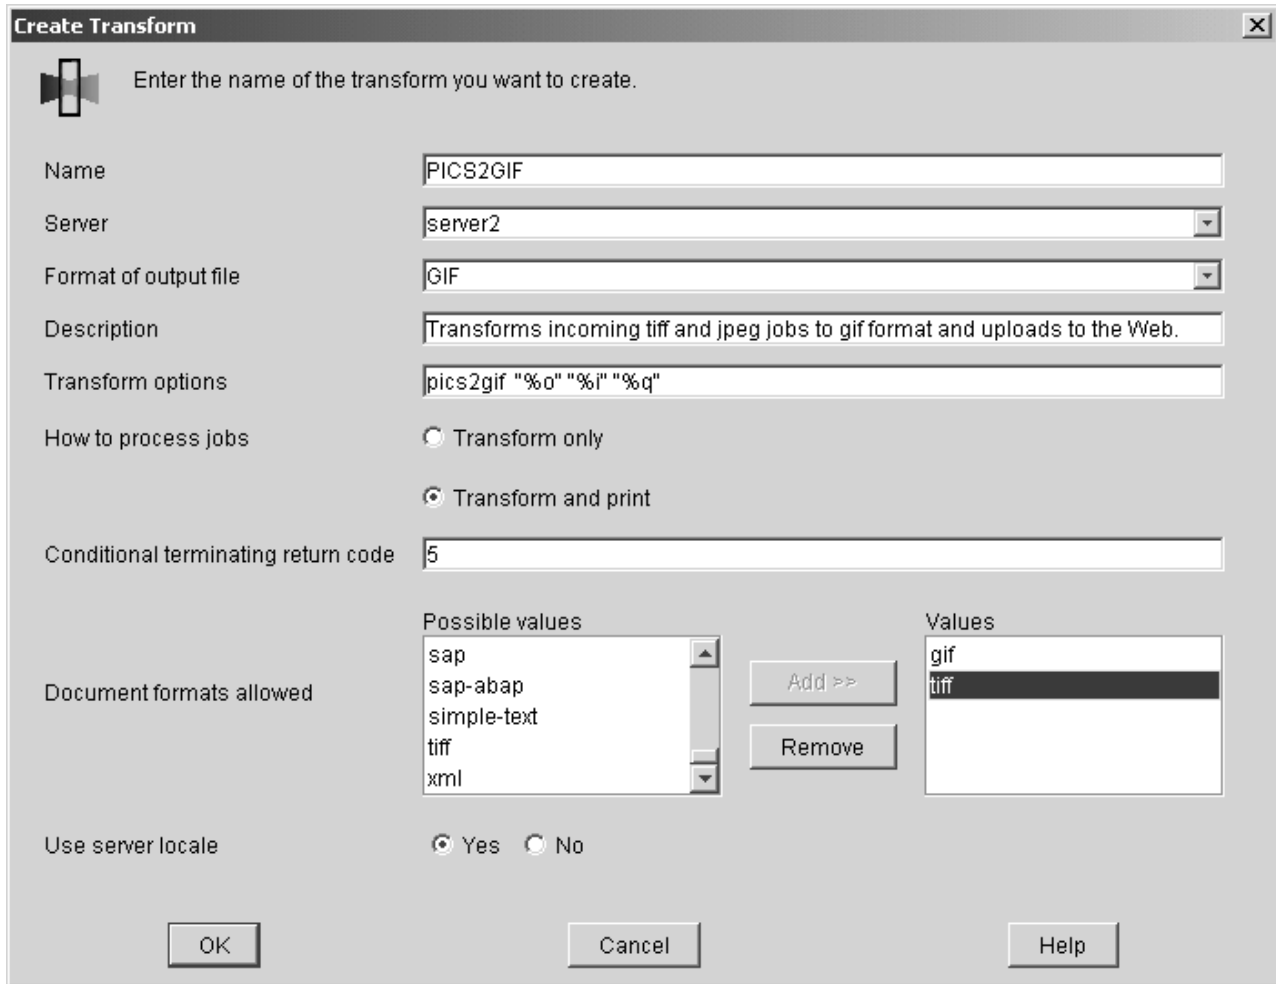 Create Transform
Enter the name of the transform you want to create.
Name
PICS2GIF
Server
server2
Format of output file
GIF
Description
Transforms incoming tiff and jpeg jobs to gif format and uploads to the Web.
Transform options
pics2gif "%o" "%i" "%q"
How to process jobs
Transform only
Transform and print
Conditional terminating return code
5
Document formats allowed
Possible values
sap
sap-abap
simple-text
tiff
xml
Add >>
Remove
Values
gif
tiff
Use server locale
Yes No
OK Cancel Help